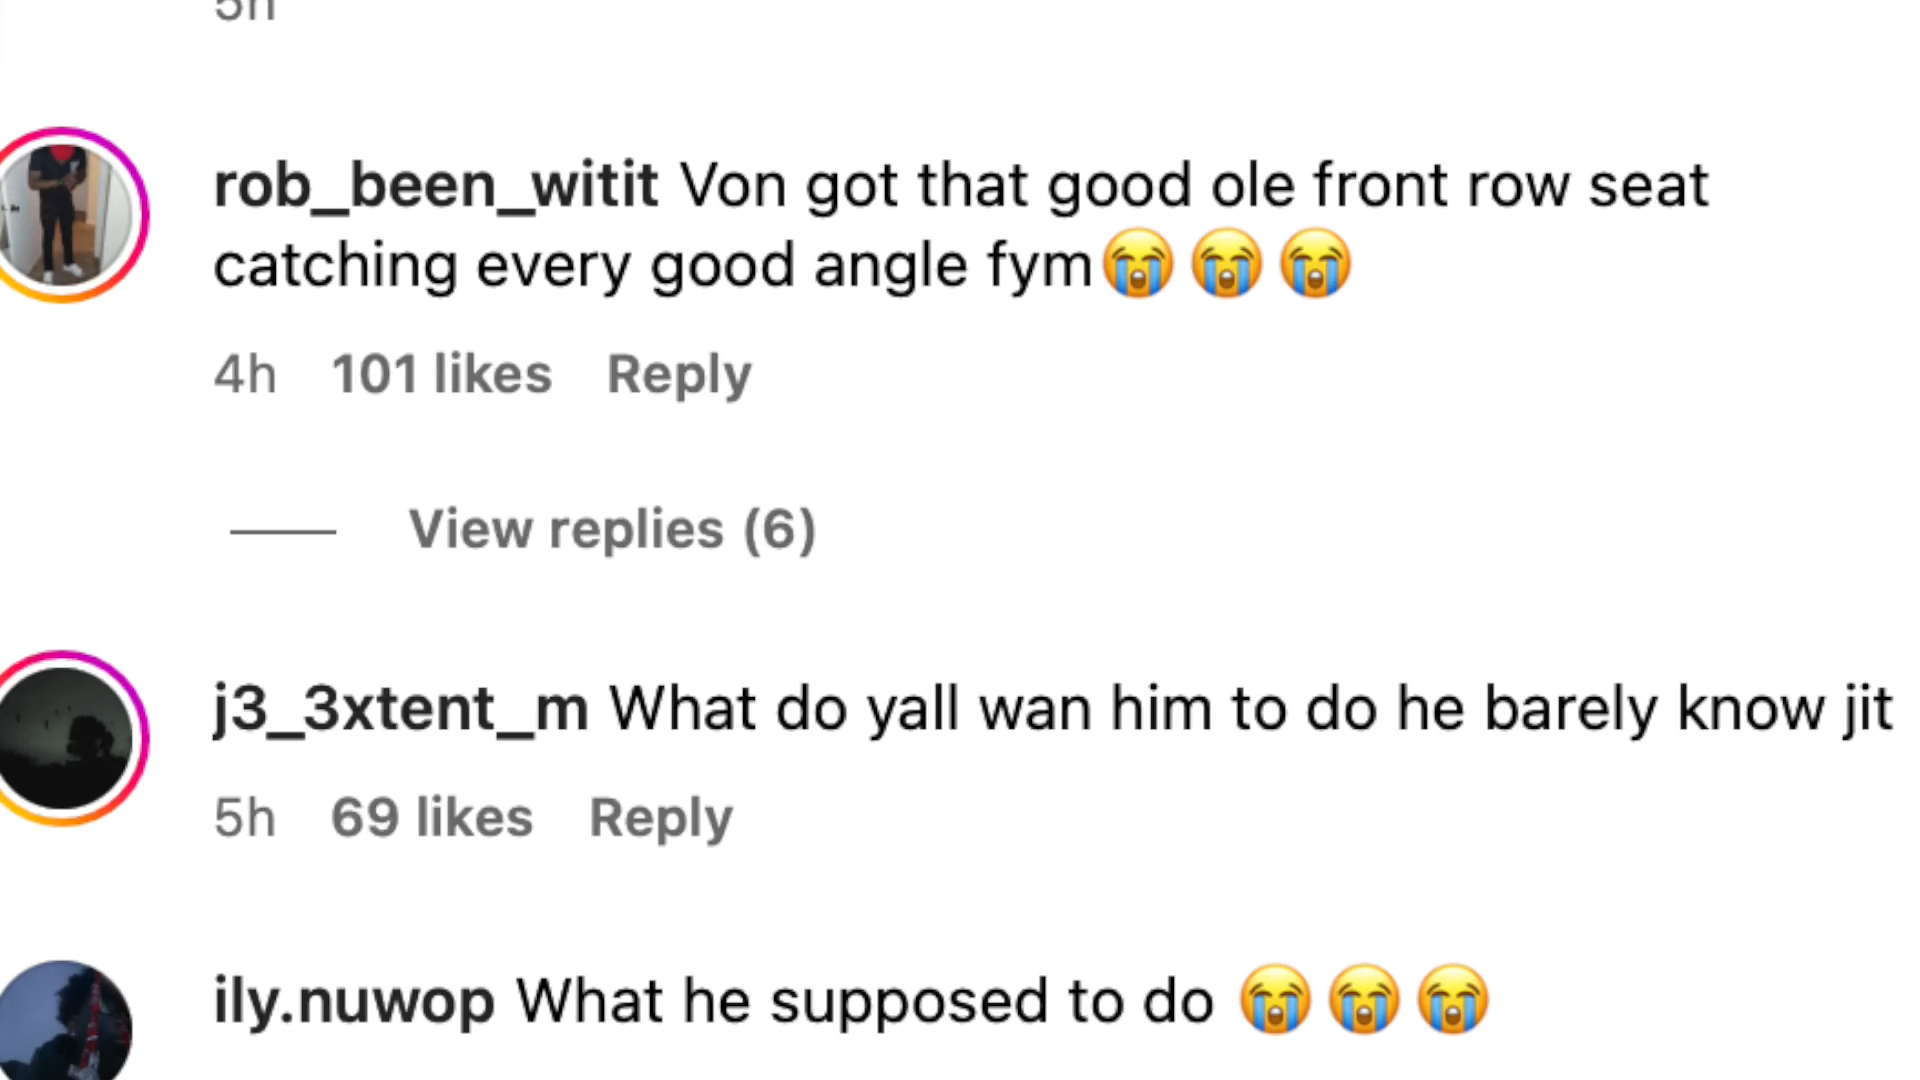 5h
rob_been_witit Von got that good ole front row seat
catching every good angle fym😭😭😭
4h 101 likes Reply
View replies (6)
j3_3xtent_m What do yall wan him to do he barely know jit
5h 69 likes Reply
ily.nuwop What he supposed to do 😭😭😭